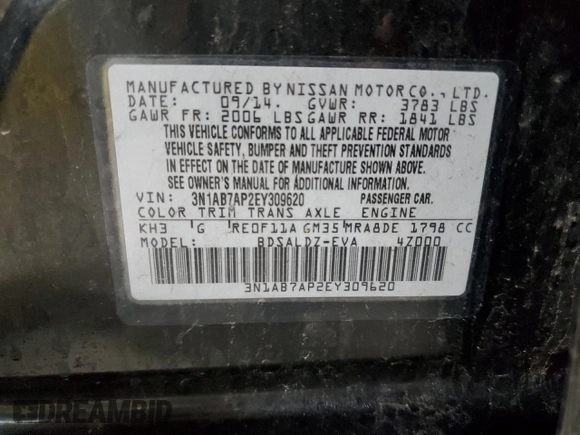 MANUFACTURED BY NISSAN MOTOR CO., LTD.
DATE: 09/14. GVWR: 3783 LBS
GAWR FR: 2006 LBS GAWR RR: 1841 LBS
THIS VEHICLE CONFORMS TO ALL APPLICABLE FEDERAL MOTOR
VEHICLE SAFETY, BUMPER AND THEFT PREVENTION STANDARDS
IN EFFECT ON THE DATE OF MANUFACTURE SHOWN ABOVE.
SEE OWNER'S MANUAL FOR ADDITIONAL INFORMATION.
VIN: 3N1AB7AP2EY309620 PASSENGER CAR.
COLOR TRIM TRANS AXLE ENGINE
KH3 G RE0F11A GM35 MRA8DE 1798 CC
MODEL: BDSALDZ-EVA 4Z000
3N1AB7AP2EY309620
DREAMBID